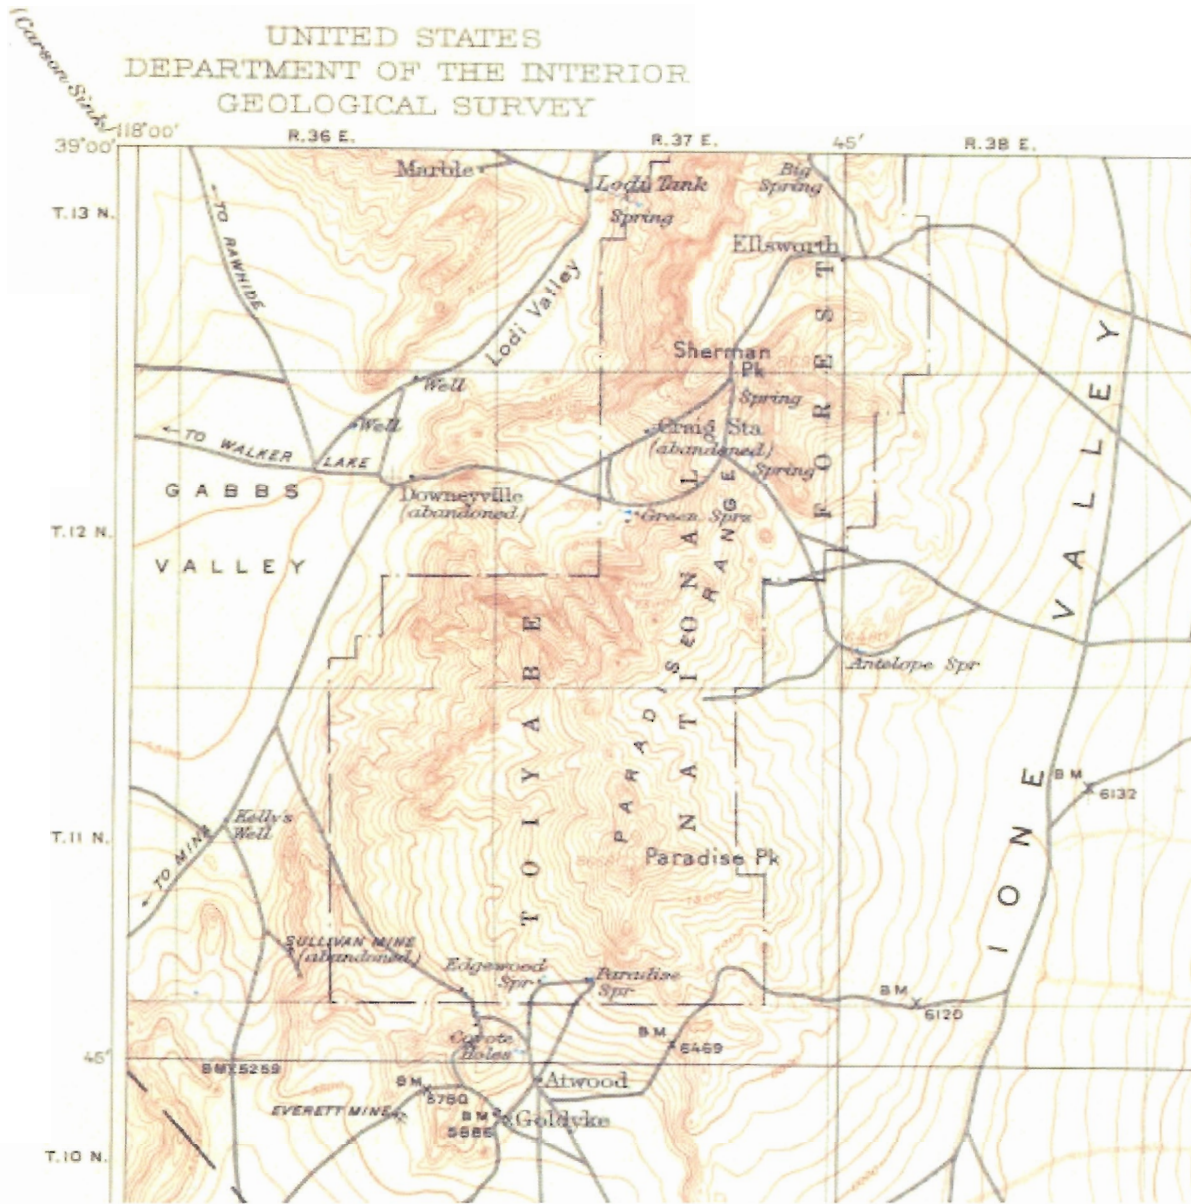 (Carson Sink)
UNITED STATES
DEPARTMENT OF THE INTERIOR
GEOLOGICAL SURVEY
118°00'
R.36 E.
R.37 E.
45'
R.38 E.
39°00'
Marble
Lodi Tank
Big
Spring
T.13 N.
Spring
TO RAWHIDE
Ellsworth
Lodi Valley
Sherman
Pk
Well
Spring
Well
Craig Sta
(abandoned)
TO WALKER LAKE
Spring
GABBS
VALLEY
Downeyville
(abandoned)
Green Sprs
T.12 N.
TOIYABE
NATIONAL
FOREST
PARADISE RANGE
IONE VALLEY
Antelope Spr
BM
6132
Kelly's
Well
T.11 N.
TO MINA
Paradise Pk
SULLIVAN MINE
(abandoned)
Edgewood
Spr
Paradise
Spr
BM
6120
Coyote
Holes
BM
6469
45'
BM 5259
Atwood
BM
5760
EVERETT MINE
BM
5886
Goldyke
T.10 N.